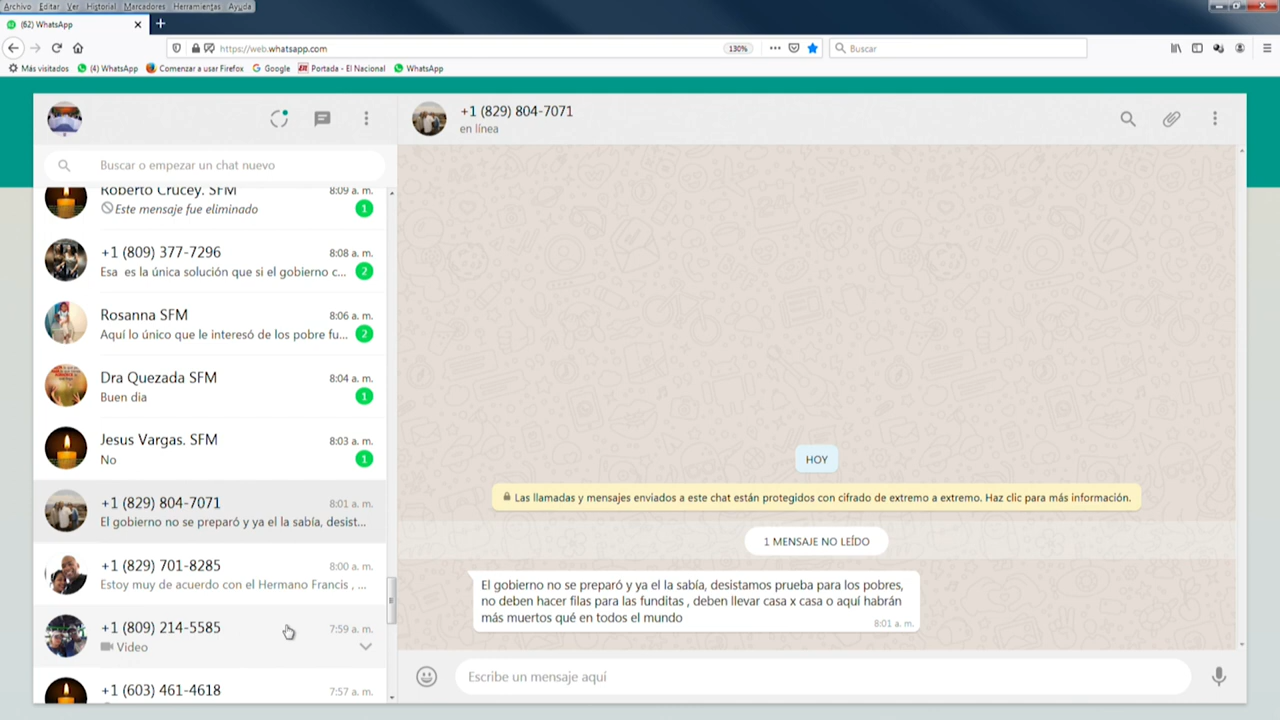 Archivo Editar Ver Historial Marcadores Herramientas Ayuda
(62) WhatsApp
https://web.whatsapp.com
130%
Buscar
Más visitados (4) WhatsApp Comenzar a usar Firefox Google Portada - El Nacional WhatsApp
Buscar o empezar un chat nuevo
Roberto Crucey. SFM 8:09 a. m.
Este mensaje fue eliminado 1
+1 (809) 377-7296 8:08 a. m.
Esa es la única solución que si el gobierno c... 2
Rosanna SFM 8:06 a. m.
Aquí lo único que le interesó de los pobre fu... 2
Dra Quezada SFM 8:04 a. m.
Buen dia 1
Jesus Vargas. SFM 8:03 a. m.
No 1
+1 (829) 804-7071 8:01 a. m.
El gobierno no se preparó y ya el la sabía, desist...
+1 (829) 701-8285 8:00 a. m.
Estoy muy de acuerdo con el Hermano Francis , ...
+1 (809) 214-5585 7:59 a. m.
Video
+1 (603) 461-4618 7:57 a. m.
+1 (829) 804-7071
en línea
HOY
Las llamadas y mensajes enviados a este chat están protegidos con cifrado de extremo a extremo. Haz clic para más información.
1 MENSAJE NO LEÍDO
El gobierno no se preparó y ya el la sabía, desistamos prueba para los pobres,
no deben hacer filas para las funditas , deben llevar casa x casa o aquí habrán
más muertos qué en todos el mundo
8:01 a. m.
Escribe un mensaje aquí